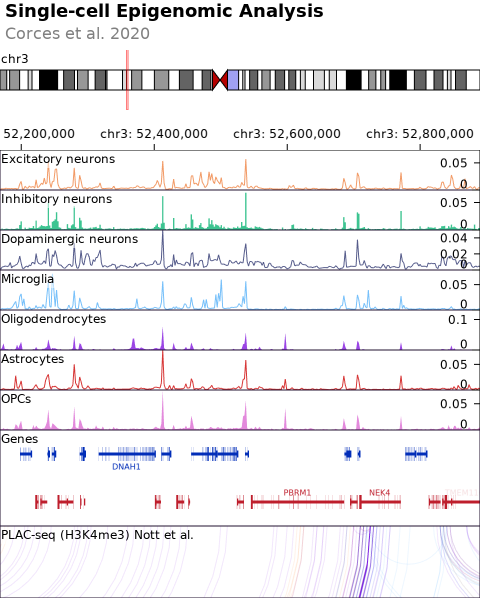 Single-cell Epigenomic Analysis
Corces et al. 2020
chr3
52,200,000 chr3: 52,400,000 chr3: 52,600,000 chr3: 52,800,000
Excitatory neurons 0.05
0
Inhibitory neurons 0.05
0
Dopaminergic neurons 0.04
0.02
0
Microglia 0.05
0
Oligodendrocytes 0.1
0
Astrocytes 0.05
0
OPCs 0.05
0
Genes
DNAH1
PBRM1 NEK4
PLAC-seq (H3K4me3) Nott et al.